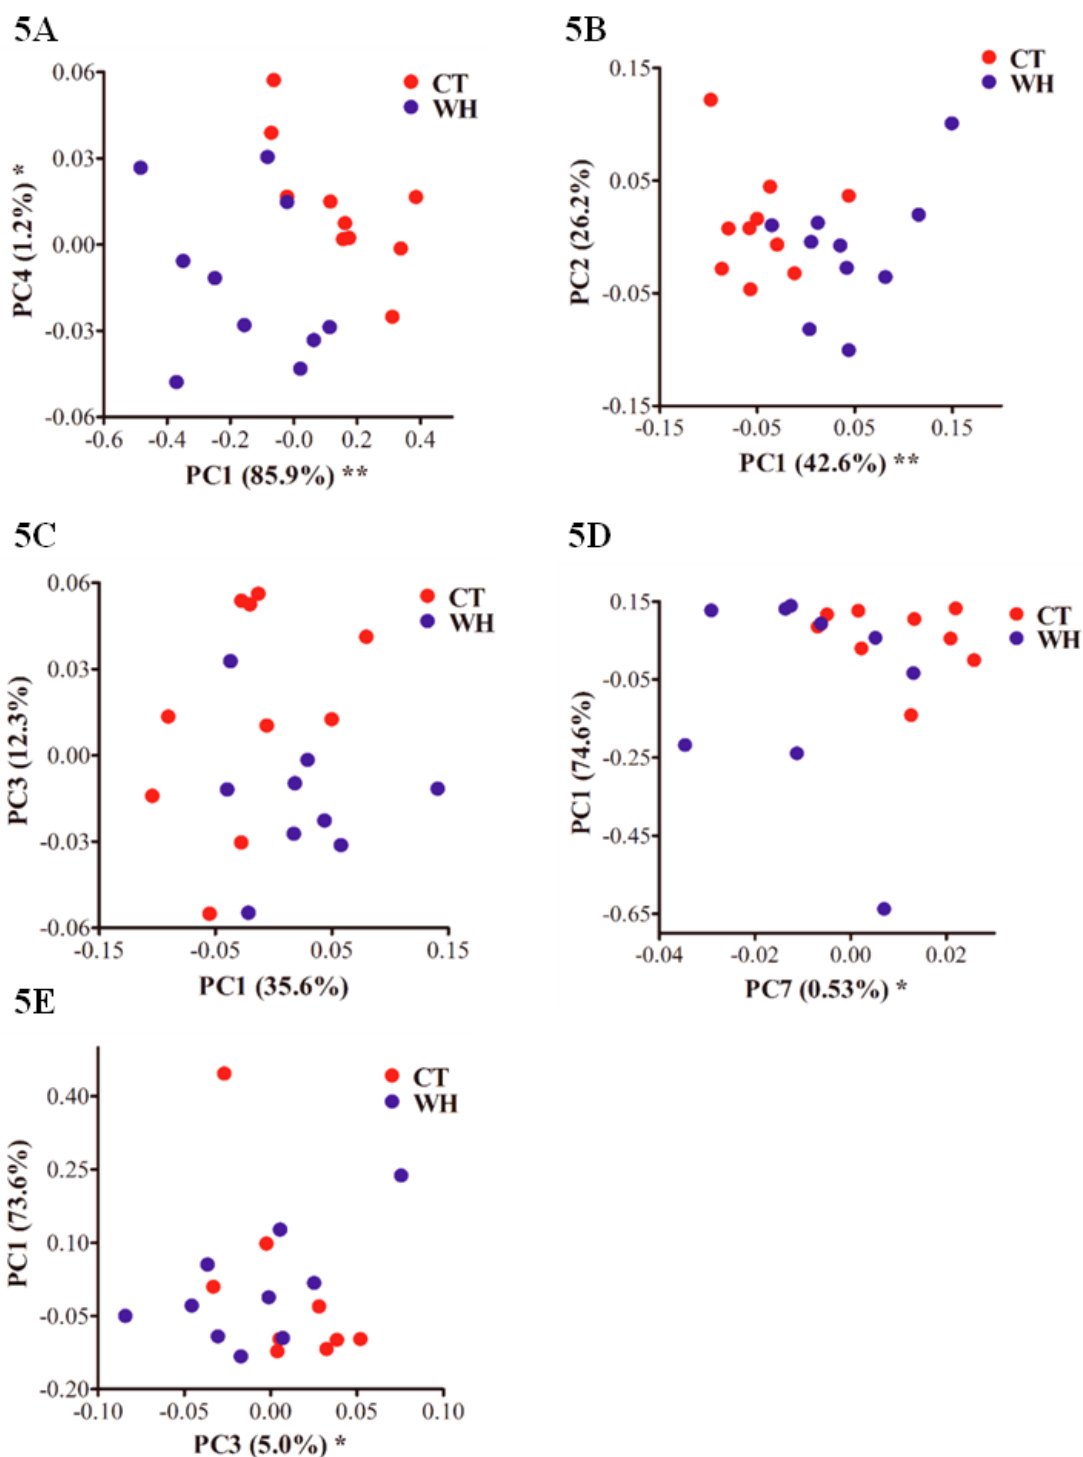 5A
5B
CT
WH
0.06
0.03
0.00
-0.03
-0.06
PC4 (1.2%) *
-0.6 -0.4 -0.2 -0.0 0.2 0.4
PC1 (85.9%) **
CT
WH
0.15
0.05
-0.05
-0.15
PC2 (26.2%)
-0.15 -0.05 0.05 0.15
PC1 (42.6%) **
5C
5D
CT
WH
0.06
0.03
0.00
-0.03
-0.06
PC3 (12.3%)
-0.15 -0.05 0.05 0.15
PC1 (35.6%)
CT
WH
0.15
-0.05
-0.25
-0.45
-0.65
PC1 (74.6%)
-0.04 -0.02 0.00 0.02
PC7 (0.53%) *
5E
CT
WH
0.40
0.25
0.10
-0.05
-0.20
PC1 (73.6%)
-0.10 -0.05 0.00 0.05 0.10
PC3 (5.0%) *